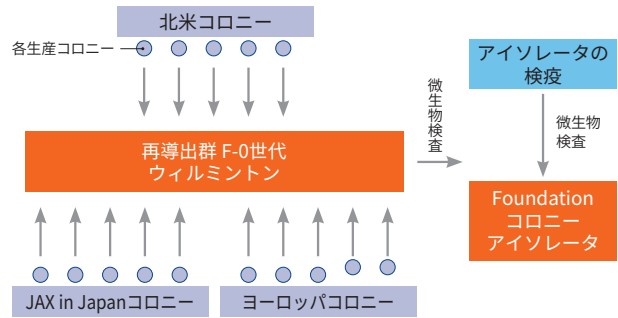 北米コロニー
各生産コロニー
再導出群 F-0世代
ウィルミントン
JAX in Japanコロニー
ヨーロッパコロニー
微生物検査
アイソレータの
検疫
微生物
検査
Foundation
コロニー
アイソレータ